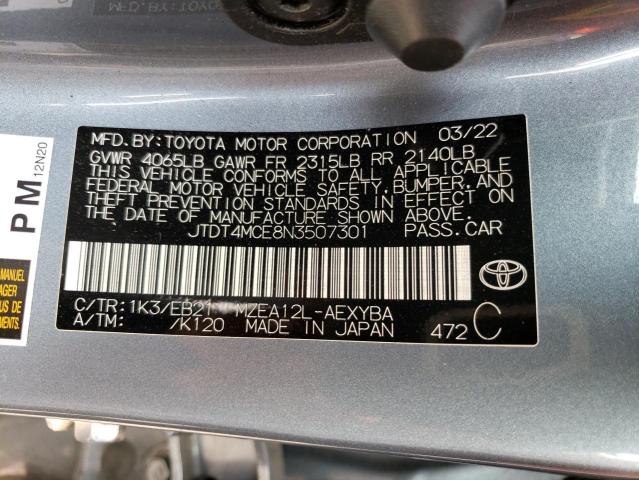 MFD.BY:TOYOTA MOTOR CORPORATION 03/22
GVWR 4065LB GAWR FR 2315LB RR 2140LB
THIS VEHICLE CONFORMS TO ALL APPLICABLE
FEDERAL MOTOR VEHICLE SAFETY, BUMPER, AND
THEFT PREVENTION STANDARDS IN EFFECT ON
THE DATE OF MANUFACTURE SHOWN ABOVE.
JTDT4MCE8N3507301 PASS.CAR
C/TR:1K3/EB21 MZEA12L-AEXYBA
A/TM: /K120 MADE IN JAPAN 472 C
PM
12N20
MANUEL